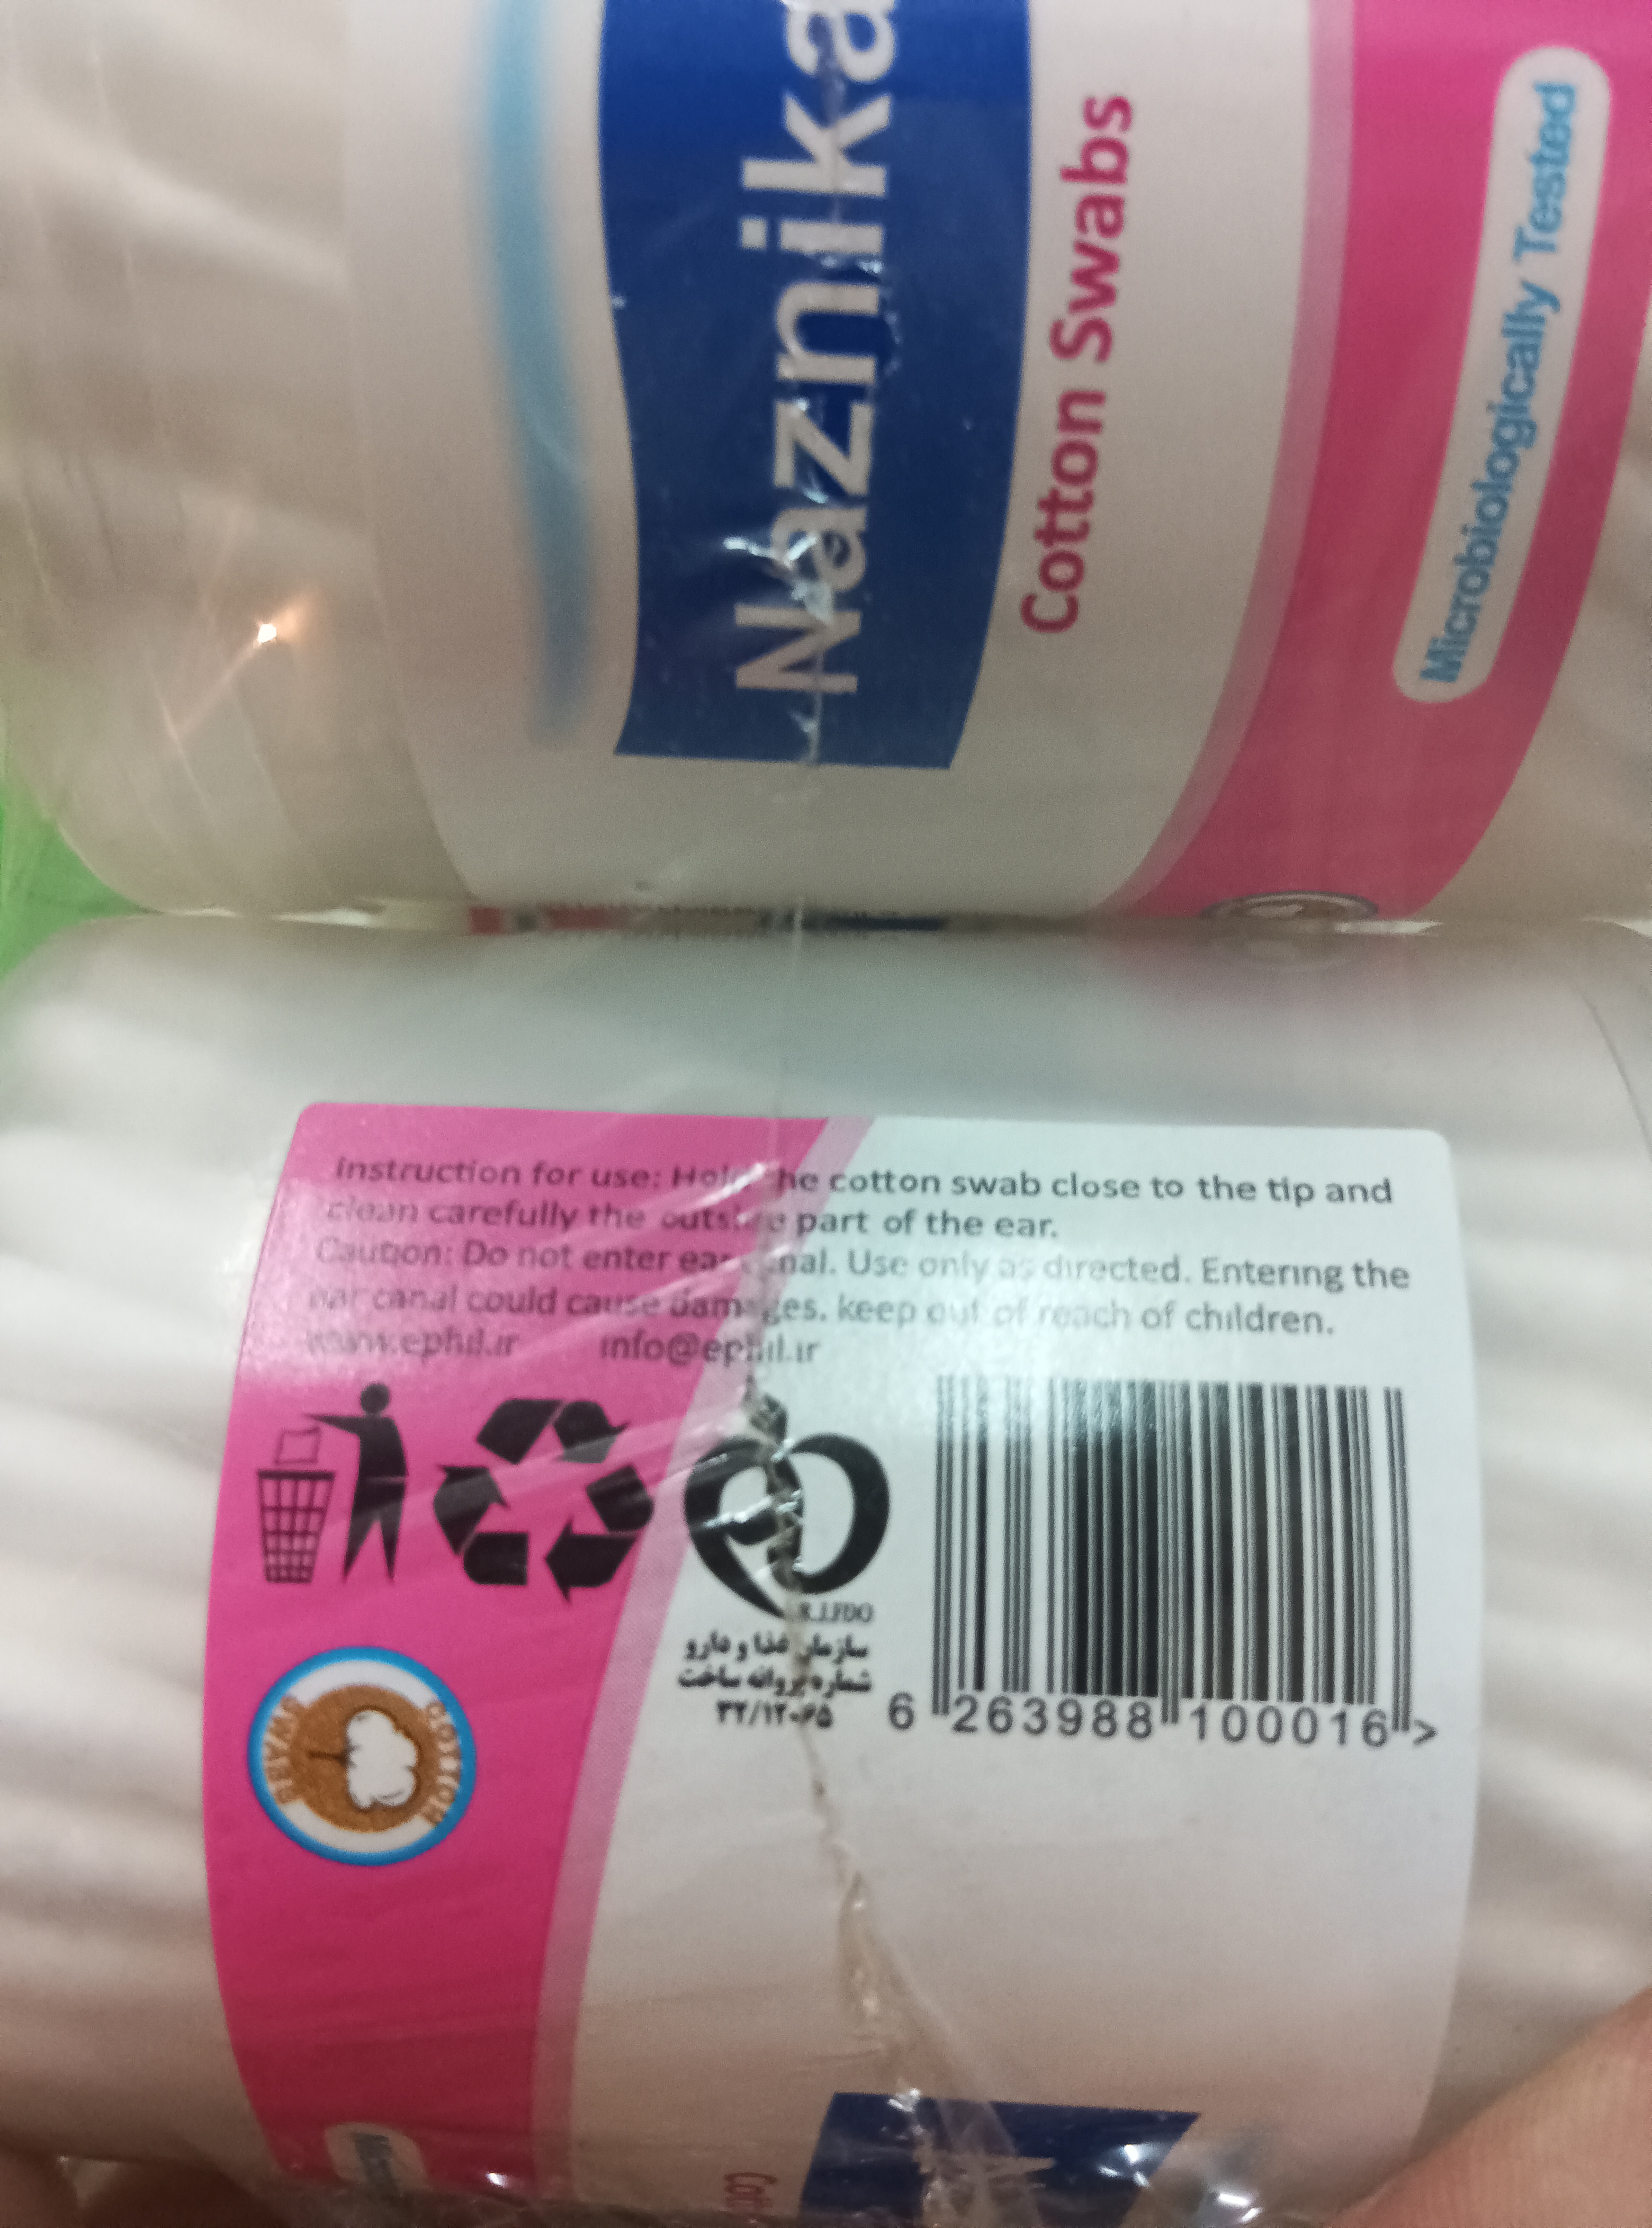 Naznika
Cotton Swabs
Microbiologically Tested
Instruction for use: Hold the cotton swab close to the tip and
clean carefully the outside part of the ear.
Caution: Do not enter ear canal. Use only as directed. Entering the
ear canal could cause damages. keep out of reach of children.
www.ephil.ir info@ephil.ir
سازمان غذا و دارو
شماره پروانه ساخت
6 263988 100016 >
COTTON
SWABS